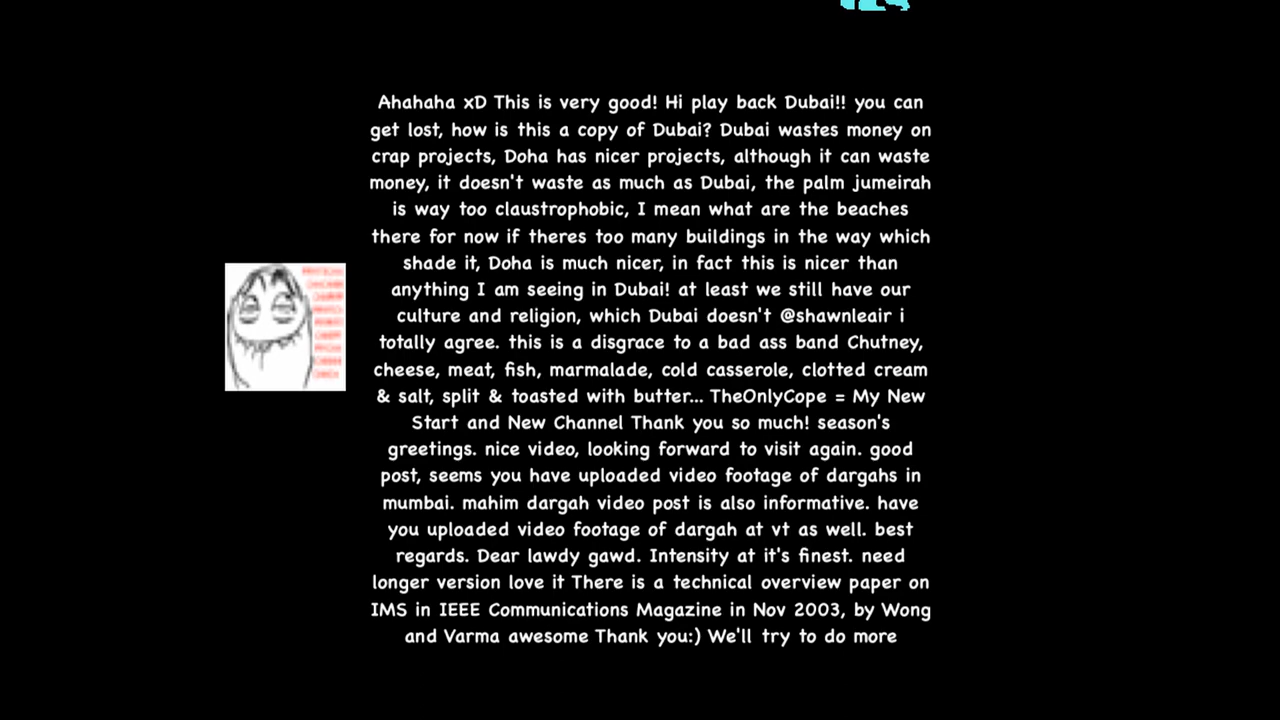 Ahahaha xD This is very good! Hi play back Dubai!! you can
get lost, how is this a copy of Dubai? Dubai wastes money on
crap projects, Doha has nicer projects, although it can waste
money, it doesn't waste as much as Dubai, the palm jumeirah
is way too claustrophobic, I mean what are the beaches
there for now if theres too many buildings in the way which
shade it, Doha is much nicer, in fact this is nicer than
anything I am seeing in Dubai! at least we still have our
culture and religion, which Dubai doesn't @shawnleair i
totally agree. this is a disgrace to a bad ass band Chutney,
cheese, meat, fish, marmalade, cold casserole, clotted cream
& salt, split & toasted with butter... TheOnlyCope = My New
Start and New Channel Thank you so much! season's
greetings. nice video, looking forward to visit again. good
post, seems you have uploaded video footage of dargahs in
mumbai. mahim dargah video post is also informative. have
you uploaded video footage of dargah at vt as well. best
regards. Dear lawdy gawd. Intensity at it's finest. need
longer version love it There is a technical overview paper on
IMS in IEEE Communications Magazine in Nov 2003, by Wong
and Varma awesome Thank you:) We'll try to do more